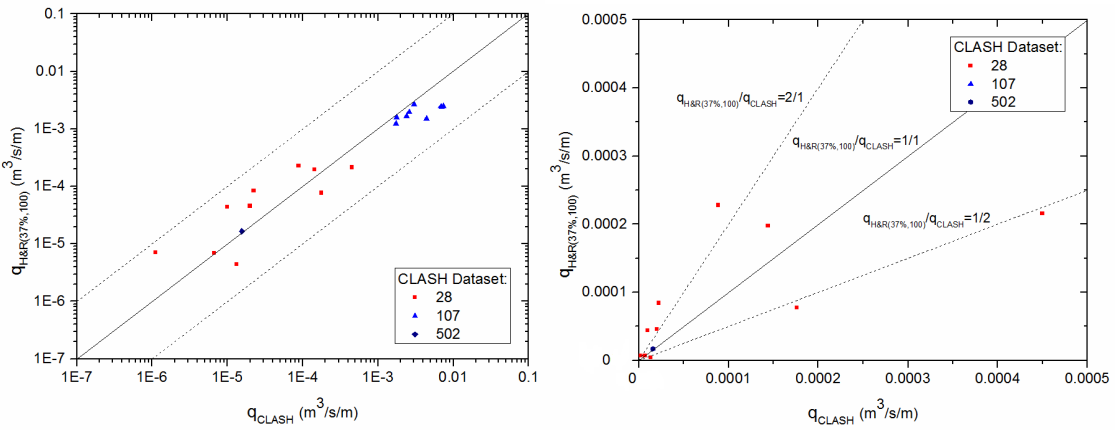 0.1
0.01
1E-3
1E-4
1E-5
1E-6
1E-7
q_H&R(37%,100) (m³/s/m)
CLASH Dataset:
28
107
502
1E-7 1E-6 1E-5 1E-4 1E-3 0.01 0.1
q_CLASH (m³/s/m)
0.0005
0.0004
0.0003
0.0002
0.0001
0
q_H&R(37%,100) (m³/s/m)
CLASH Dataset:
28
107
502
q_H&R(37%,100)/q_CLASH=2/1
q_H&R(37%,100)/q_CLASH=1/1
q_H&R(37%,100)/q_CLASH=1/2
0 0.0001 0.0002 0.0003 0.0004 0.0005
q_CLASH (m³/s/m)